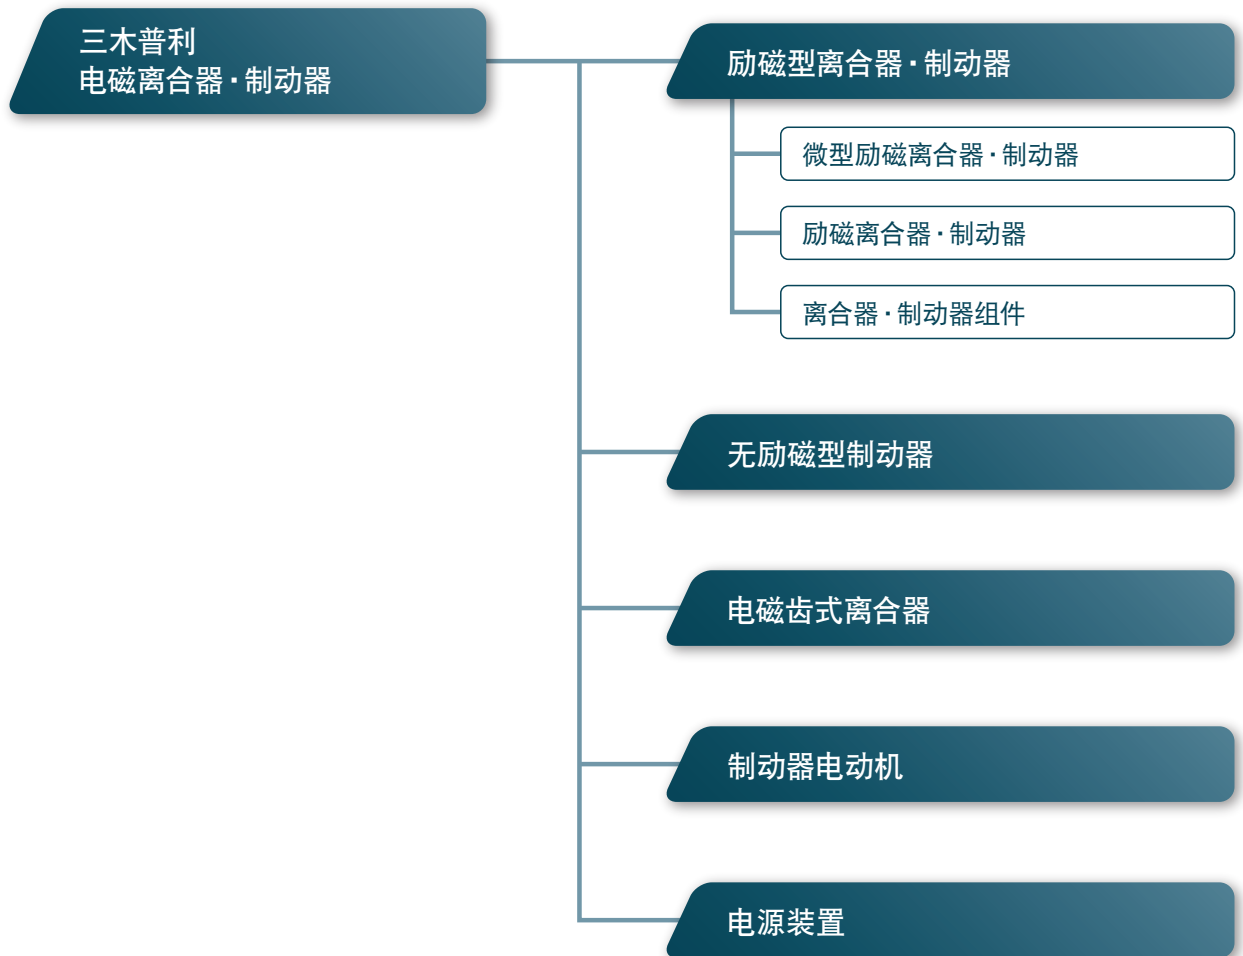 三木普利
电磁离合器·制动器
励磁型离合器·制动器
微型励磁离合器·制动器
励磁离合器·制动器
离合器·制动器组件
无励磁型制动器
电磁齿式离合器
制动器电动机
电源装置